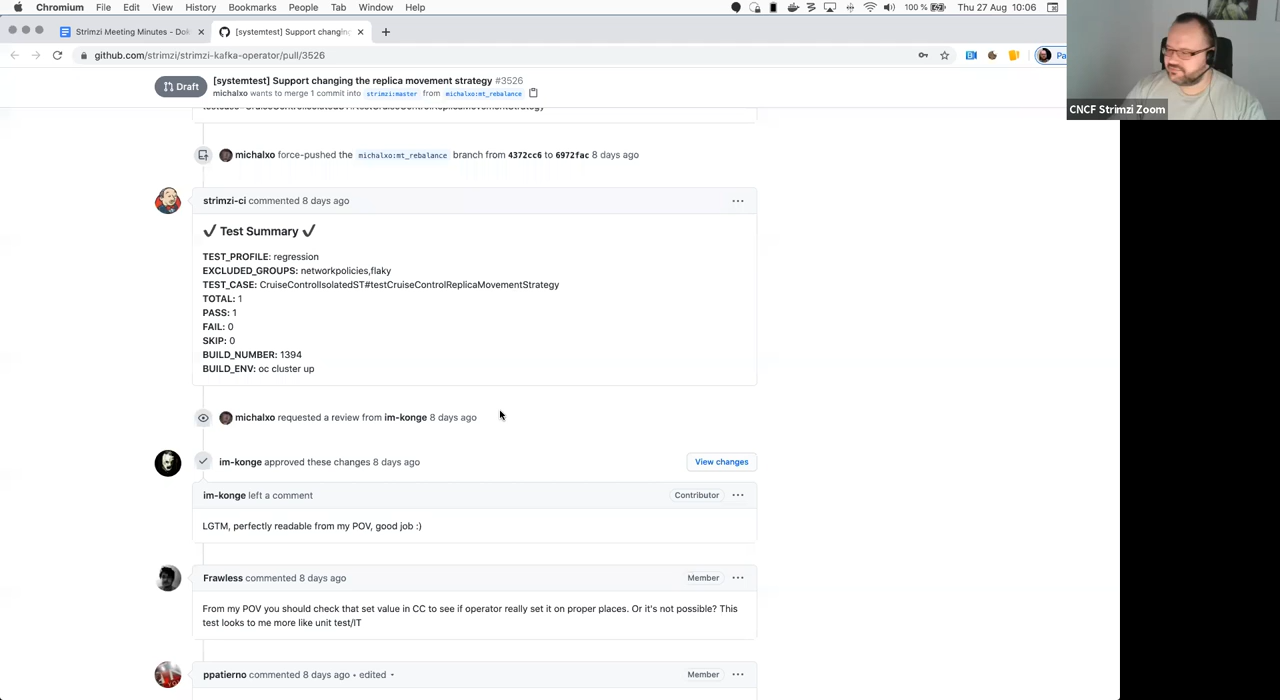 Chromium File Edit View History Bookmarks People Tab Window Help 100 % Thu 27 Aug 10:06
Strimzi Meeting Minutes - Dok × [systemtest] Support changin × +
github.com/strimzi/strimzi-kafka-operator/pull/3526 Pa
Draft [systemtest] Support changing the replica movement strategy #3526
michalxo wants to merge 1 commit into strimzi:master from michalxo:mt_rebalance
CNCF Strimzi Zoom
michalxo force-pushed the michalxo:mt_rebalance branch from 4372cc6 to 6972fac 8 days ago
strimzi-ci commented 8 days ago ···
✔ Test Summary ✔
TEST_PROFILE: regression
EXCLUDED_GROUPS: networkpolicies,flaky
TEST_CASE: CruiseControlIsolatedST#testCruiseControlReplicaMovementStrategy
TOTAL: 1
PASS: 1
FAIL: 0
SKIP: 0
BUILD_NUMBER: 1394
BUILD_ENV: oc cluster up
michalxo requested a review from im-konge 8 days ago
im-konge approved these changes 8 days ago View changes
im-konge left a comment Contributor ···
LGTM, perfectly readable from my POV, good job :)
Frawless commented 8 days ago Member ···
From my POV you should check that set value in CC to see if operator really set it on proper places. Or it's not possible? This
test looks to me more like unit test/IT
ppatierno commented 8 days ago • edited Member ···